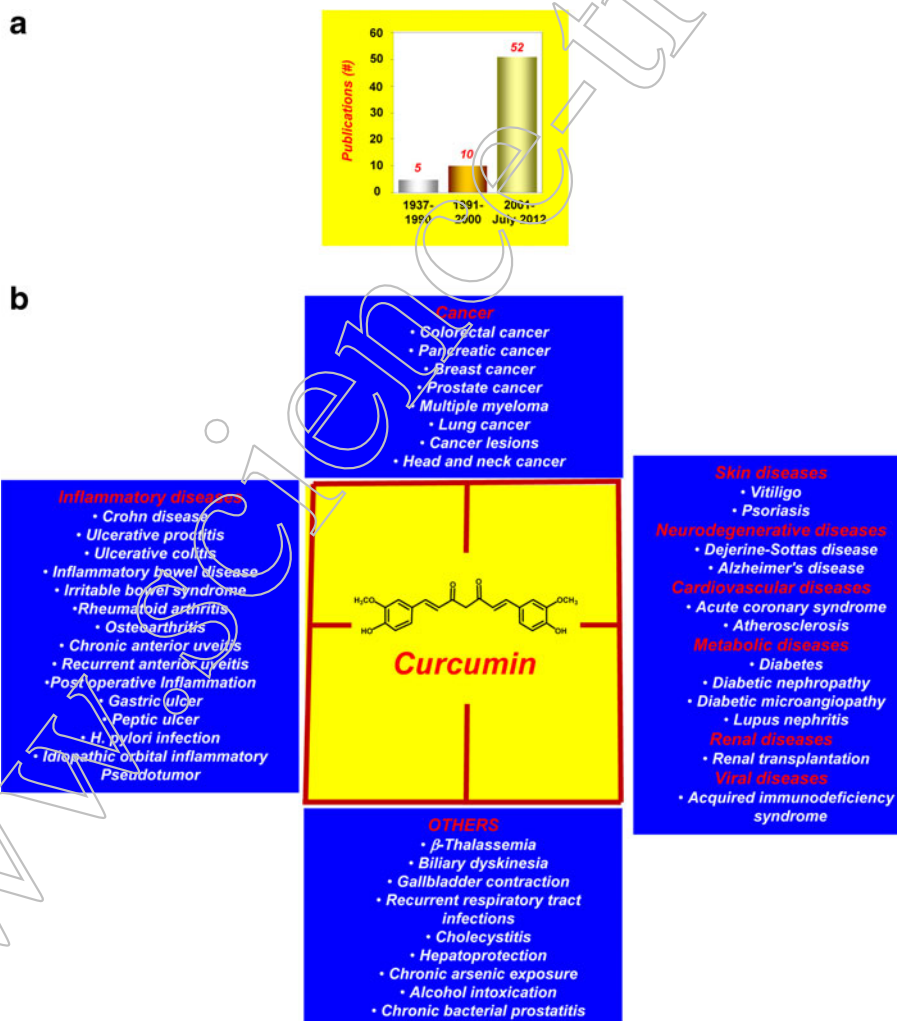 a
60
50
40
30
20
10
0
Publications (#)
5
10
52
1937-
1990
1991-
2000
2001-
July 2012
b
Cancer
• Colorectal cancer
• Pancreatic cancer
• Breast cancer
• Prostate cancer
• Multiple myeloma
• Lung cancer
• Cancer lesions
• Head and neck cancer
Inflammatory diseases
• Crohn disease
• Ulcerative proctitis
• Ulcerative colitis
• Inflammatory bowel disease
• Irritable bowel syndrome
•Rheumatoid arthritis
• Osteoarthritis
• Chronic anterior uveitis
• Recurrent anterior uveitis
•Post operative Inflammation
• Gastric ulcer
• Peptic ulcer
• H. pylori infection
• Idiopathic orbital inflammatory
Pseudotumor
H₃CO
HO
O
O
OCH₃
OH
Curcumin
Skin diseases
• Vitiligo
• Psoriasis
Neurodegenerative diseases
• Dejerine-Sottas disease
• Alzheimer's disease
Cardiovascular diseases
• Acute coronary syndrome
• Atherosclerosis
Metabolic diseases
• Diabetes
• Diabetic nephropathy
• Diabetic microangiopathy
• Lupus nephritis
Renal diseases
• Renal transplantation
Viral diseases
• Acquired immunodeficiency
syndrome
OTHERS
• β-Thalassemia
• Biliary dyskinesia
• Gallbladder contraction
• Recurrent respiratory tract
infections
• Cholecystitis
• Hepatoprotection
• Chronic arsenic exposure
• Alcohol intoxication
• Chronic bacterial prostatitis
www.science-ti